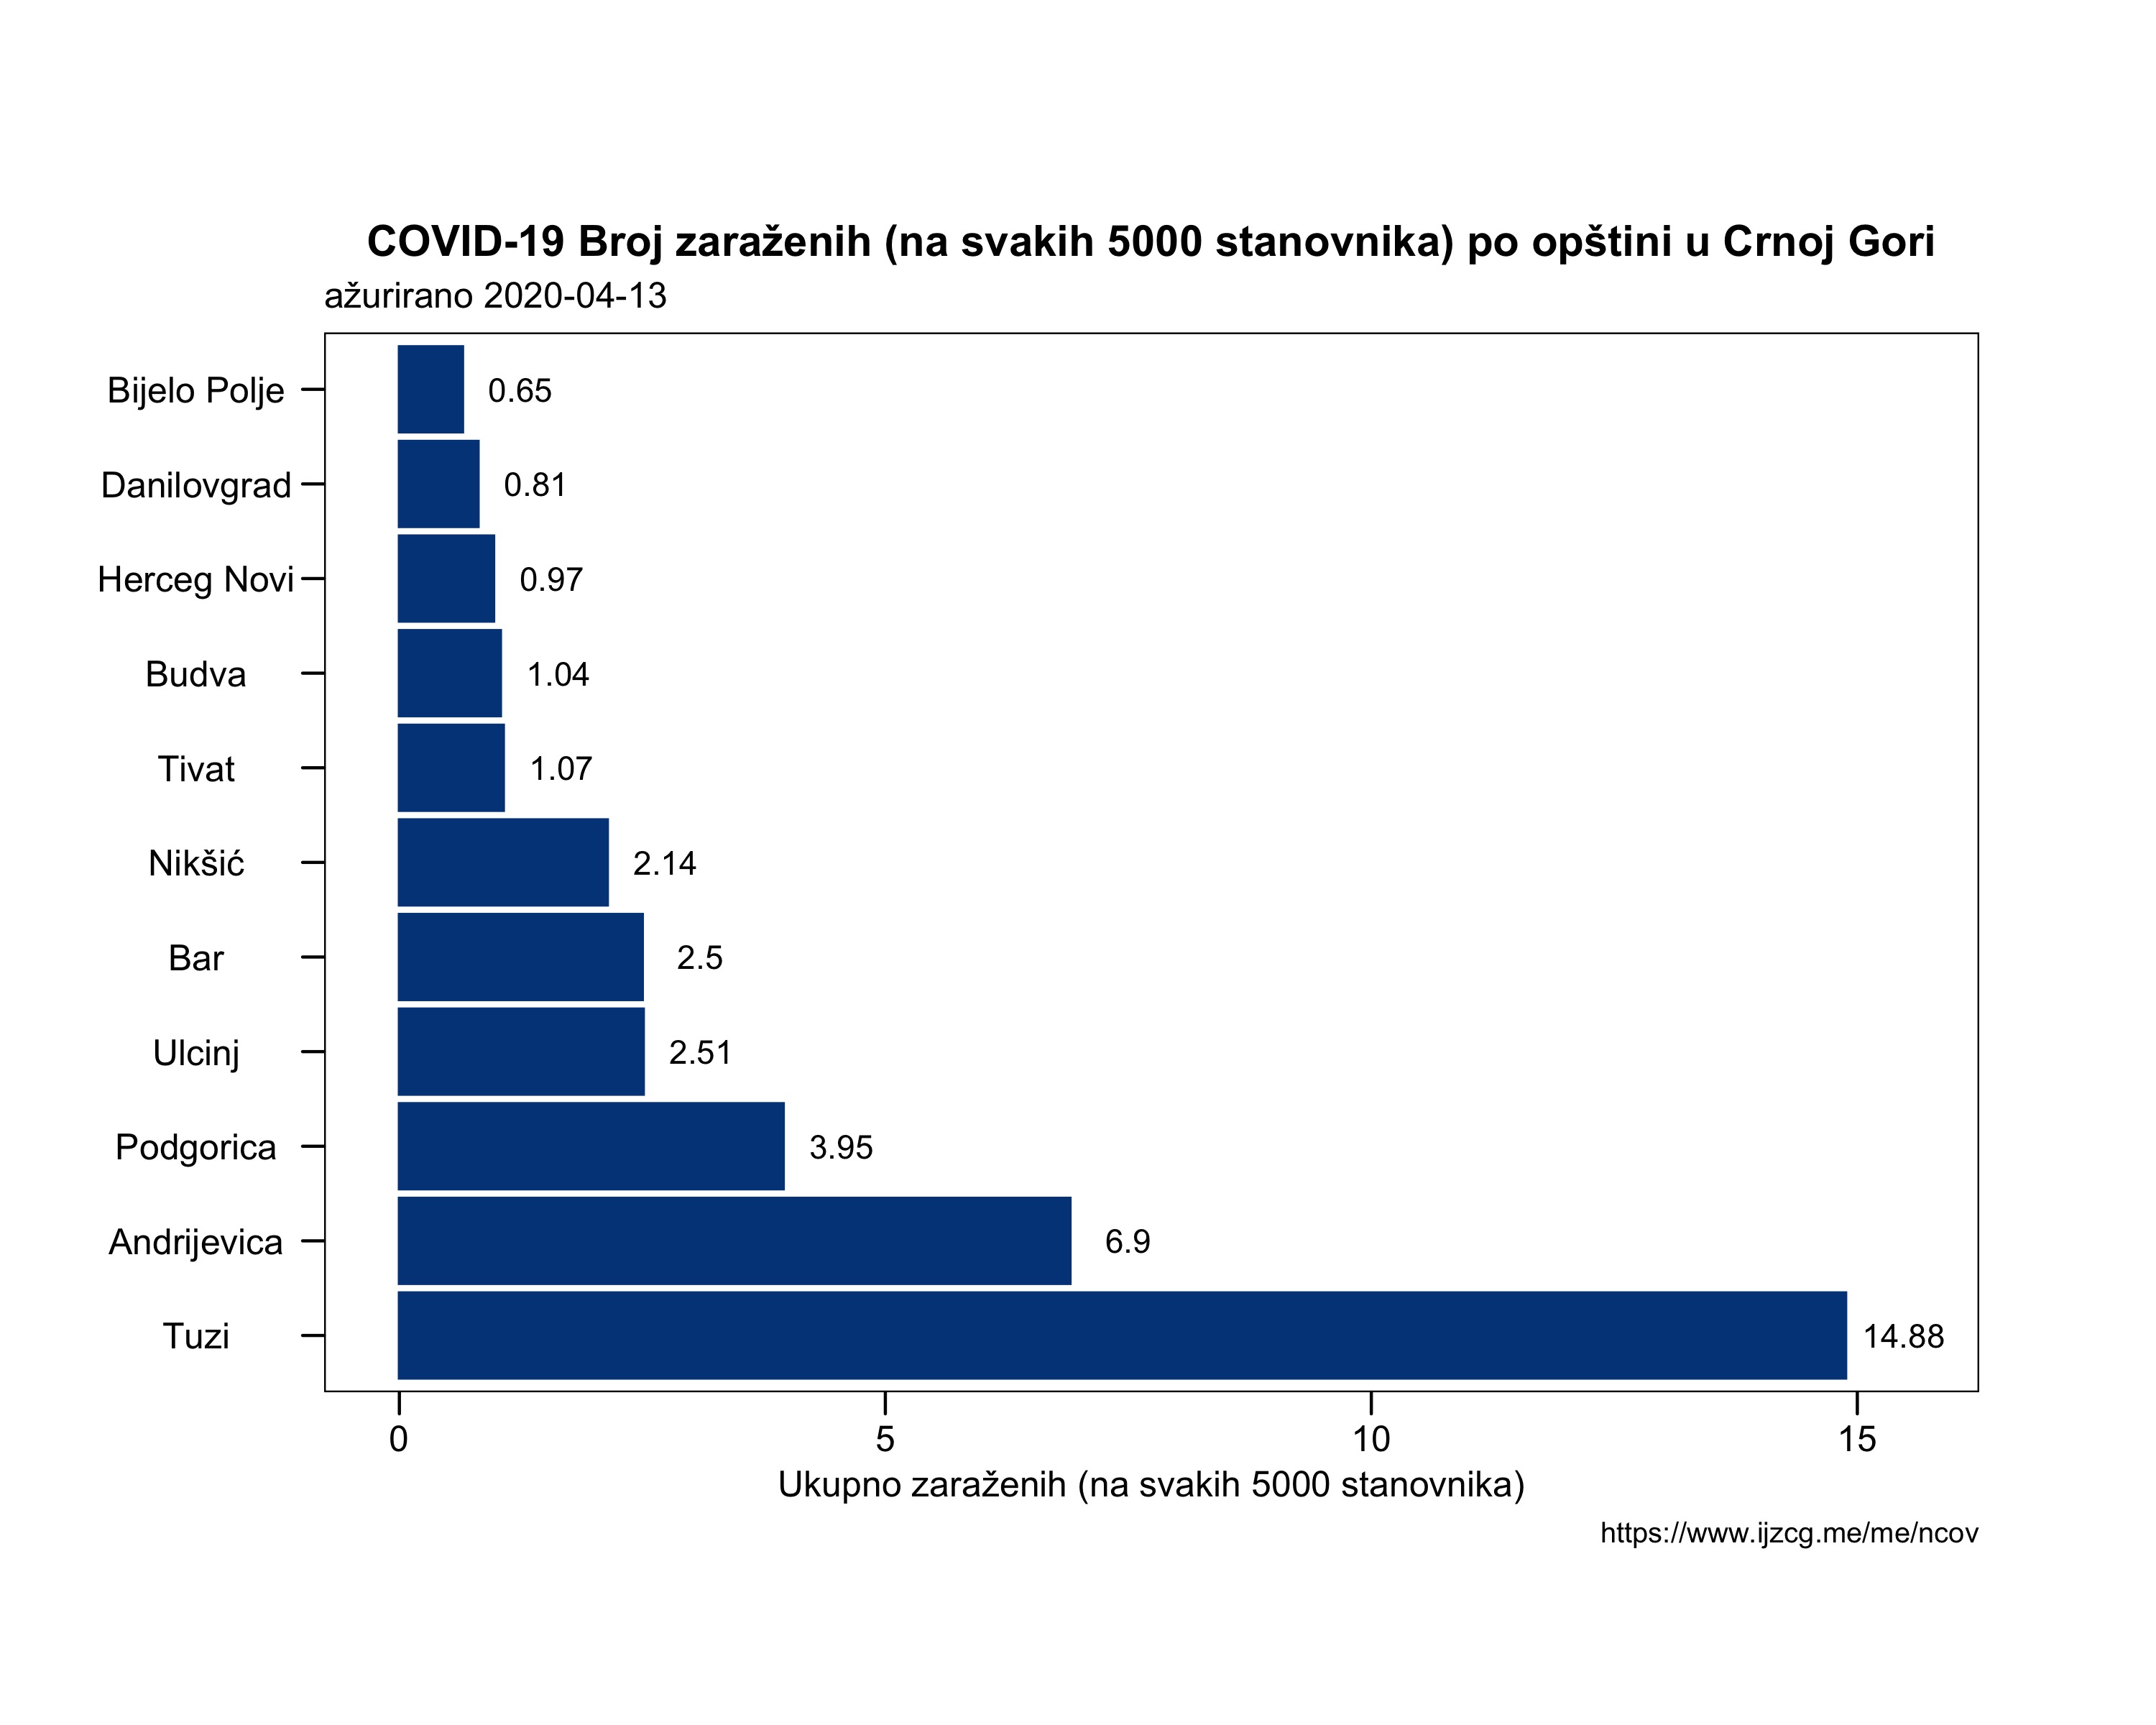 COVID-19 Broj zaraženih (na svakih 5000 stanovnika) po opštini u Crnoj Gori
ažurirano 2020-04-13
Bijelo Polje 0.65
Danilovgrad 0.81
Herceg Novi 0.97
Budva 1.04
Tivat 1.07
Nikšić 2.14
Bar 2.5
Ulcinj 2.51
Podgorica 3.95
Andrijevica 6.9
Tuzi 14.88
0 5 10 15
Ukupno zaraženih (na svakih 5000 stanovnika)
https://www.ijzcg.me/me/ncov